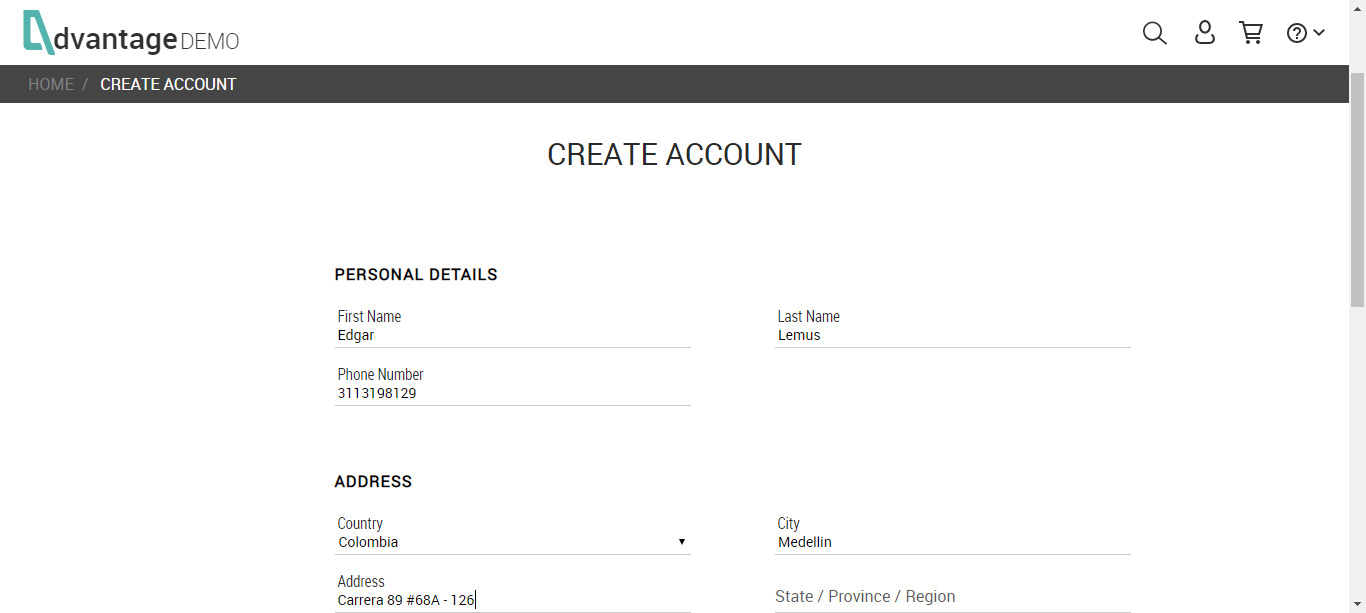 dvantage DEMO
HOME / CREATE ACCOUNT
CREATE ACCOUNT
PERSONAL DETAILS
First Name
Edgar
Last Name
Lemus
Phone Number
3113198129
ADDRESS
Country
Colombia
City
Medellin
Address
Carrera 89 #68A - 126
State / Province / Region